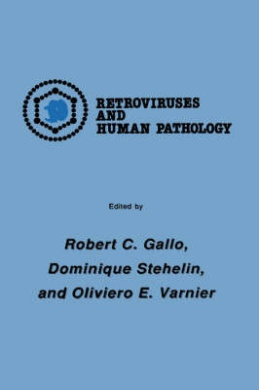 RETROVIRUSES
AND
HUMAN PATHOLOGY
Edited by
Robert C. Gallo,
Dominique Stehelin,
and Oliviero E. Varnier